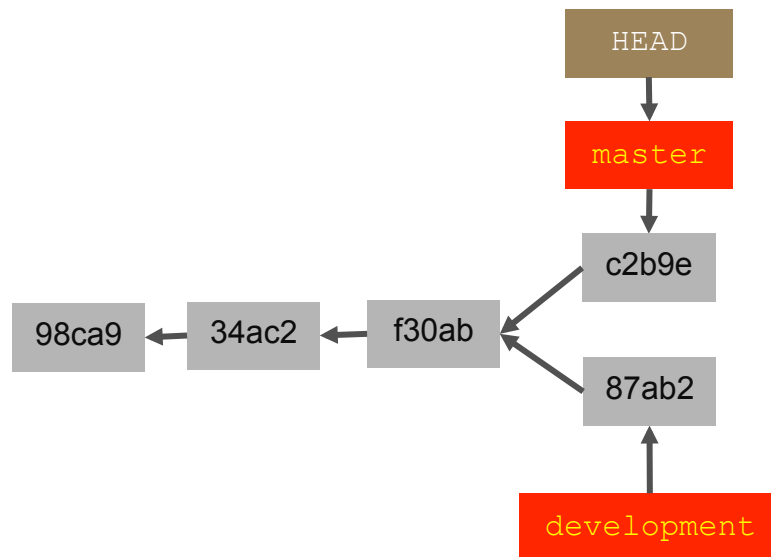 HEAD
master
c2b9e
98ca9
34ac2
f30ab
87ab2
development